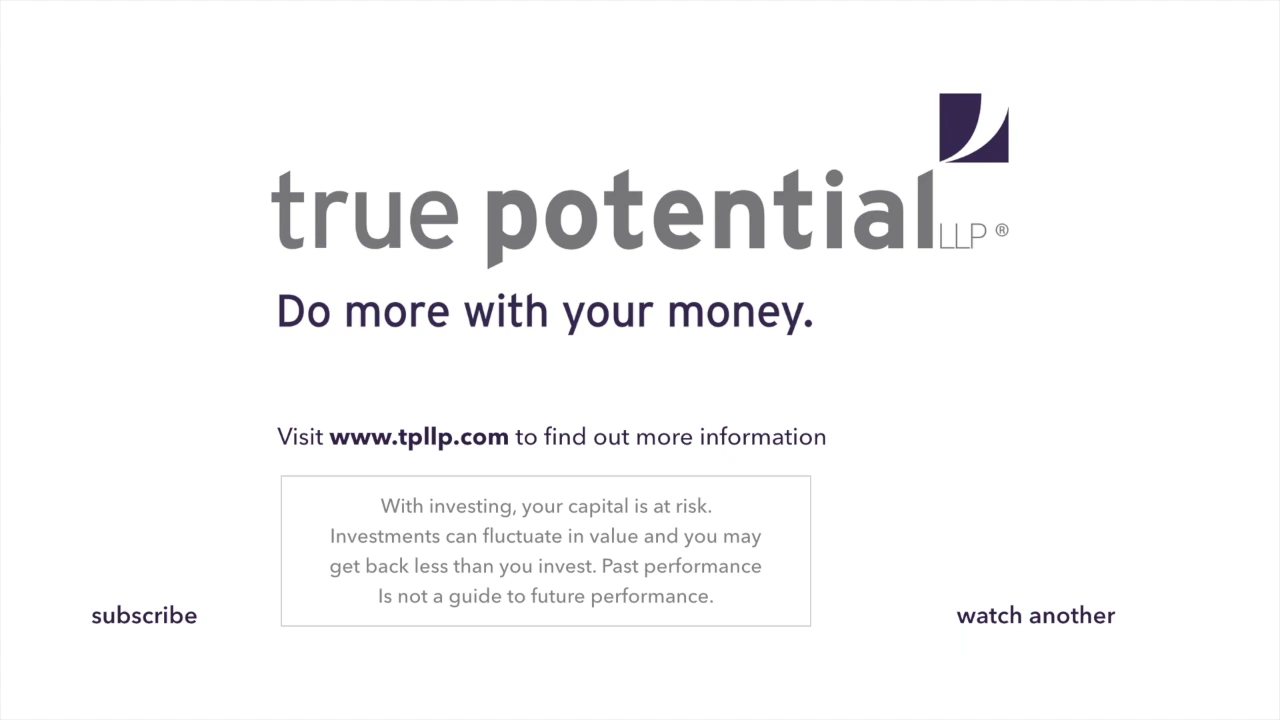 true potential LLP ®
Do more with your money.
Visit www.tpllp.com to find out more information
With investing, your capital is at risk.
Investments can fluctuate in value and you may
get back less than you invest. Past performance
Is not a guide to future performance.
subscribe
watch another